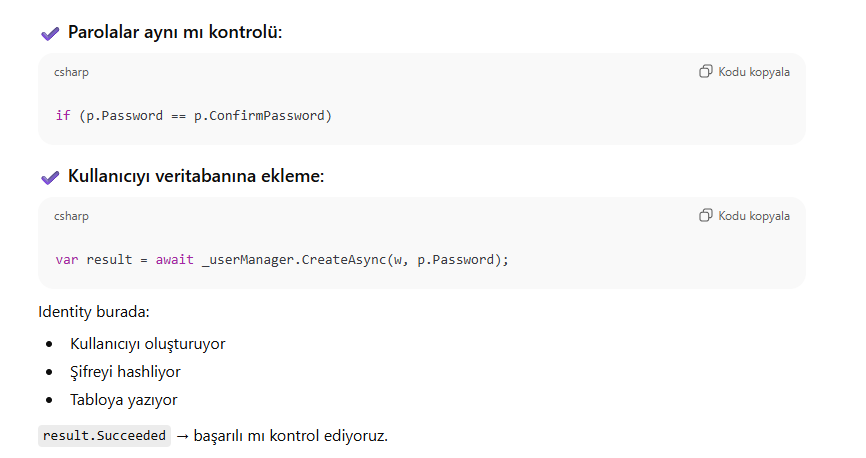 Parolalar aynı mı kontrolü:
csharp
Kodu kopyala
if (p.Password == p.ConfirmPassword)
Kullanıcıyı veritabanına ekleme:
csharp
Kodu kopyala
var result = await _userManager.CreateAsync(w, p.Password);
Identity burada:
Kullanıcıyı oluşturuyor
Şifreyi hashliyor
Tabloya yazıyor
result.Succeeded → başarılı mı kontrol ediyoruz.